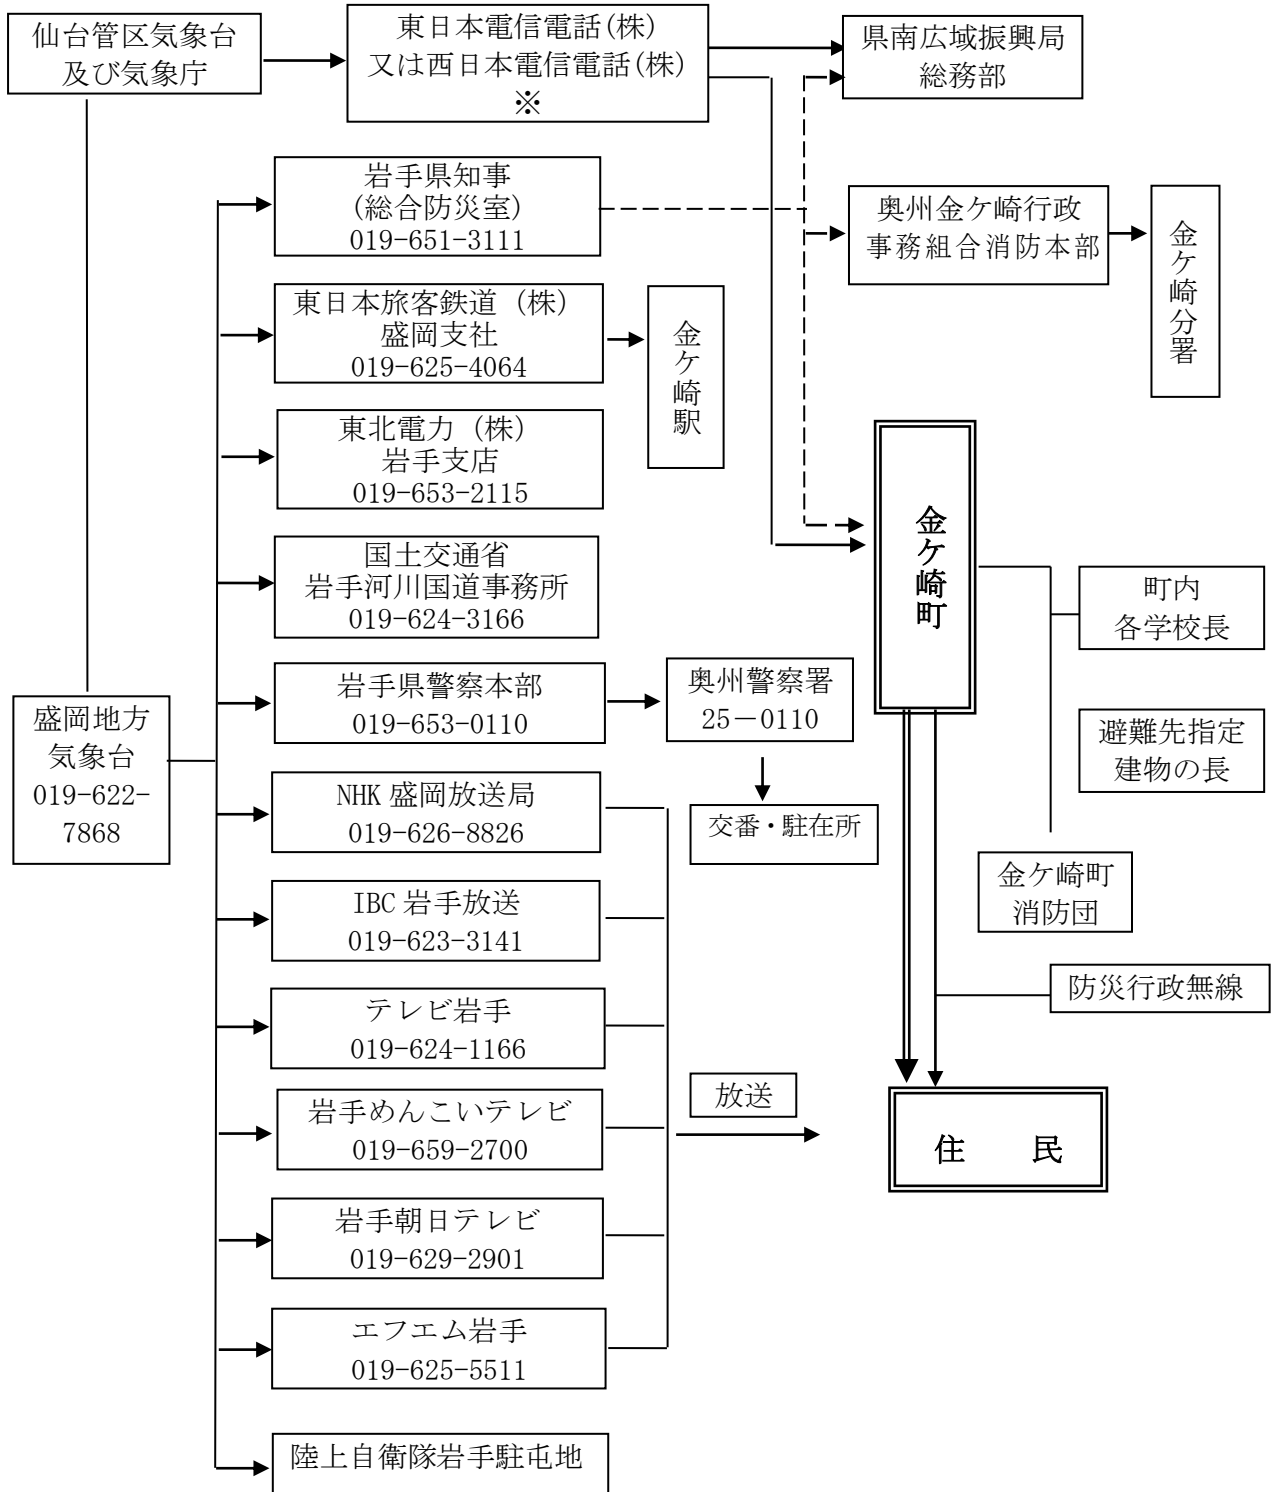 仙台管区気象台
及び気象庁
東日本電信電話(株)
又は西日本電信電話(株)
※
県南広域振興局
総務部
岩手県知事
(総合防災室)
019-651-3111
奥州金ケ崎行政
事務組合消防本部
金ケ崎分署
東日本旅客鉄道 (株)
盛岡支社
019-625-4064
金ケ崎駅
東北電力 (株)
岩手支店
019-653-2115
国土交通省
岩手河川国道事務所
019-624-3166
金ケ崎町
町内
各学校長
岩手県警察本部
019-653-0110
奥州警察署
25－0110
交番・駐在所
避難先指定
建物の長
盛岡地方
気象台
019-622-
7868
NHK 盛岡放送局
019-626-8826
IBC 岩手放送
019-623-3141
金ケ崎町
消防団
テレビ岩手
019-624-1166
防災行政無線
岩手めんこいテレビ
019-659-2700
放送
住 民
岩手朝日テレビ
019-629-2901
エフエム岩手
019-625-5511
陸上自衛隊岩手駐屯地